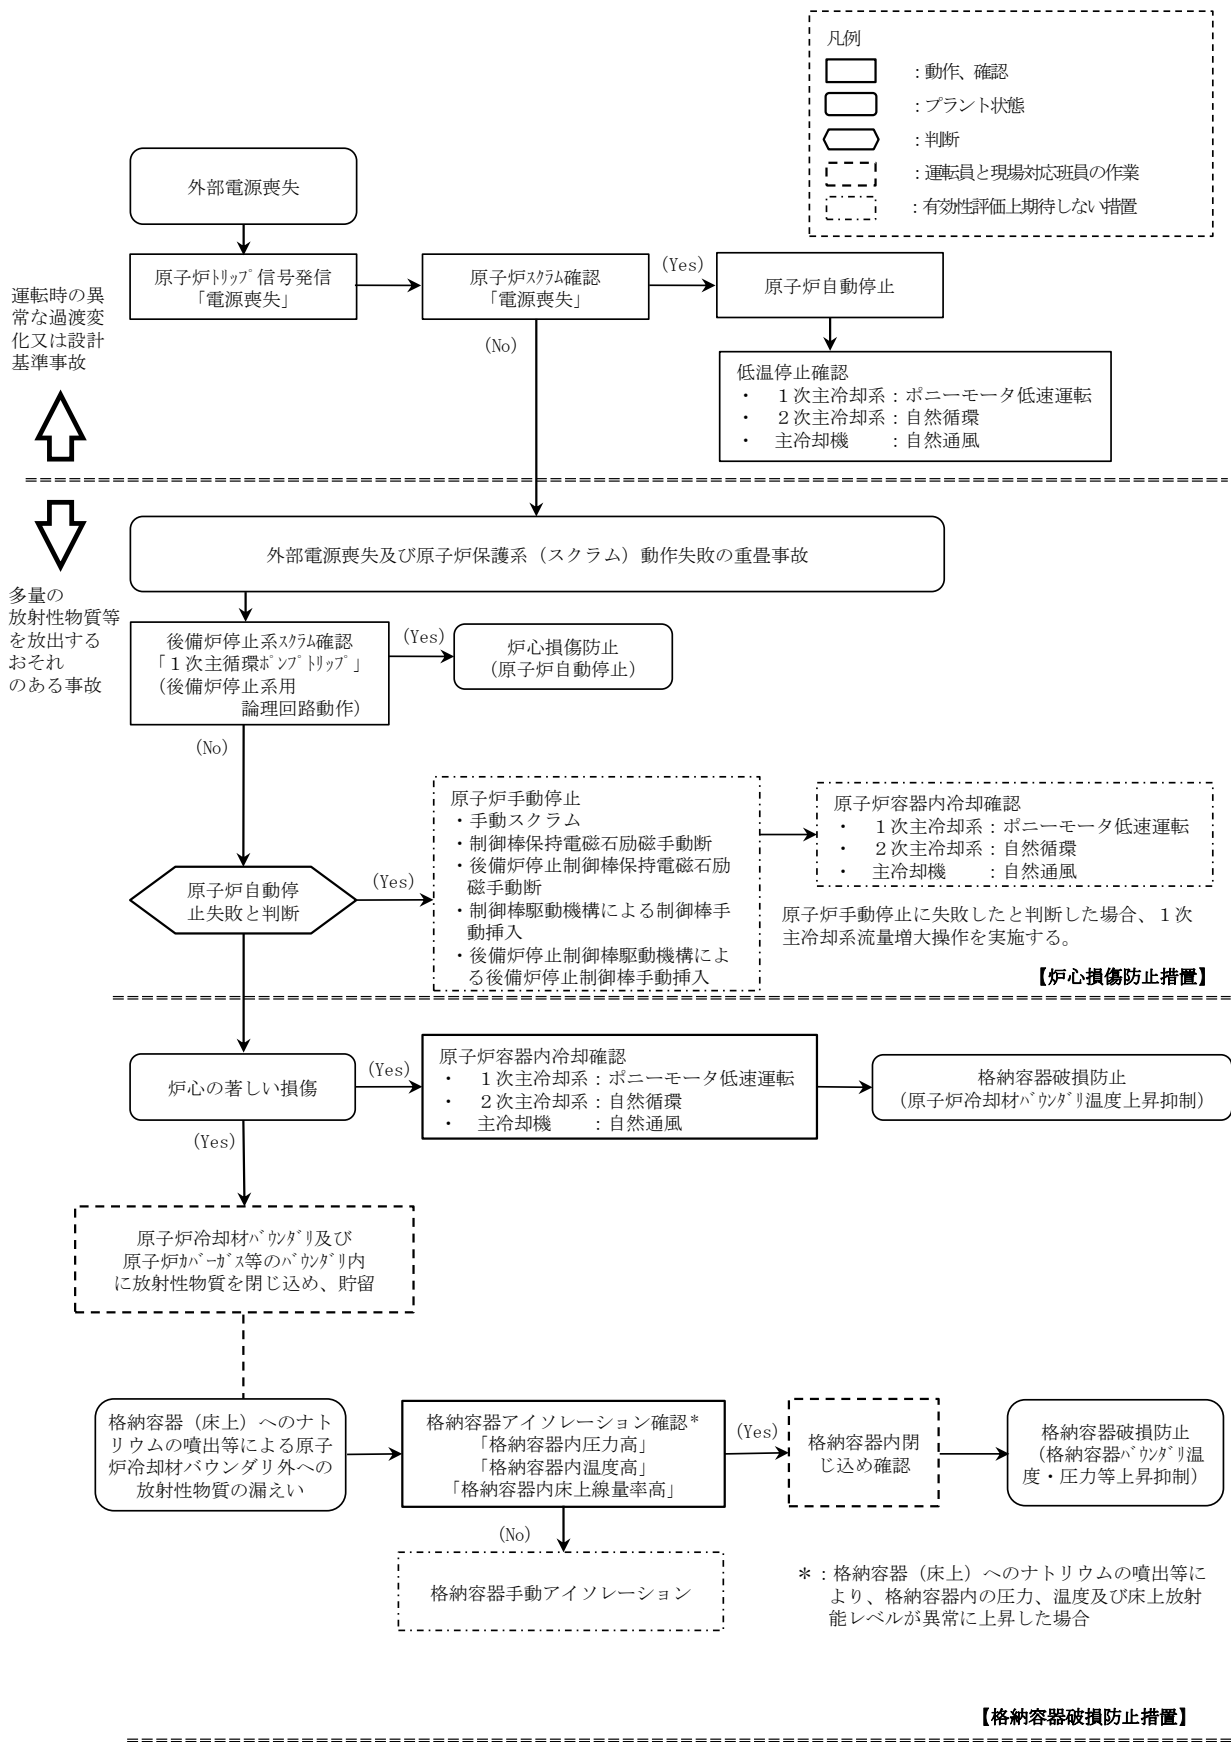 凡例
：動作、確認
：プラント状態
：判断
：運転員と現場対応班員の作業
：有効性評価上期待しない措置
外部電源喪失
原子炉ﾄﾘｯﾌﾟ信号発信
「電源喪失」
原子炉ｽｸﾗﾑ確認
「電源喪失」
(Yes)
原子炉自動停止
運転時の異
常な過渡変
化又は設計
基準事故
(No)
低温停止確認
・ １次主冷却系：ポニーモータ低速運転
・ ２次主冷却系：自然循環
・ 主冷却機 ：自然通風
外部電源喪失及び原子炉保護系（スクラム）動作失敗の重畳事故
多量の
放射性物質等
を放出する
おそれ
のある事故
後備炉停止系ｽｸﾗﾑ確認
「１次主循環ﾎﾟﾝﾌﾟﾄﾘｯﾌﾟ」
（後備炉停止系用
論理回路動作）
(Yes)
炉心損傷防止
（原子炉自動停止）
(No)
原子炉手動停止
・手動スクラム
・制御棒保持電磁石励磁手動断
・後備炉停止制御棒保持電磁石励
磁手動断
・制御棒駆動機構による制御棒手
動挿入
・後備炉停止制御棒駆動機構によ
る後備炉停止制御棒手動挿入
原子炉容器内冷却確認
・ １次主冷却系：ポニーモータ低速運転
・ ２次主冷却系：自然循環
・ 主冷却機 ：自然通風
原子炉自動停
止失敗と判断
(Yes)
原子炉手動停止に失敗したと判断した場合、１次
主冷却系流量増大操作を実施する。
【炉心損傷防止措置】
炉心の著しい損傷
(Yes)
原子炉容器内冷却確認
・ １次主冷却系：ポニーモータ低速運転
・ ２次主冷却系：自然循環
・ 主冷却機 ：自然通風
格納容器破損防止
（原子炉冷却材ﾊﾞｳﾝﾀﾞﾘ温度上昇抑制）
(Yes)
原子炉冷却材ﾊﾞｳﾝﾀﾞﾘ及び
原子炉ｶﾊﾞｰｶﾞｽ等のﾊﾞｳﾝﾀﾞﾘ内
に放射性物質を閉じ込め、貯留
格納容器（床上）へのナト
リウムの噴出等による原子
炉冷却材バウンダリ外への
放射性物質の漏えい
格納容器アイソレーション確認＊
「格納容器内圧力高」
「格納容器内温度高」
「格納容器内床上線量率高」
(Yes)
格納容器内閉
じ込め確認
格納容器破損防止
（格納容器ﾊﾞｳﾝﾀﾞﾘ温
度・圧力等上昇抑制）
(No)
格納容器手動アイソレーション
＊：格納容器（床上）へのナトリウムの噴出等に
より、格納容器内の圧力、温度及び床上放射
能レベルが異常に上昇した場合
【格納容器破損防止措置】